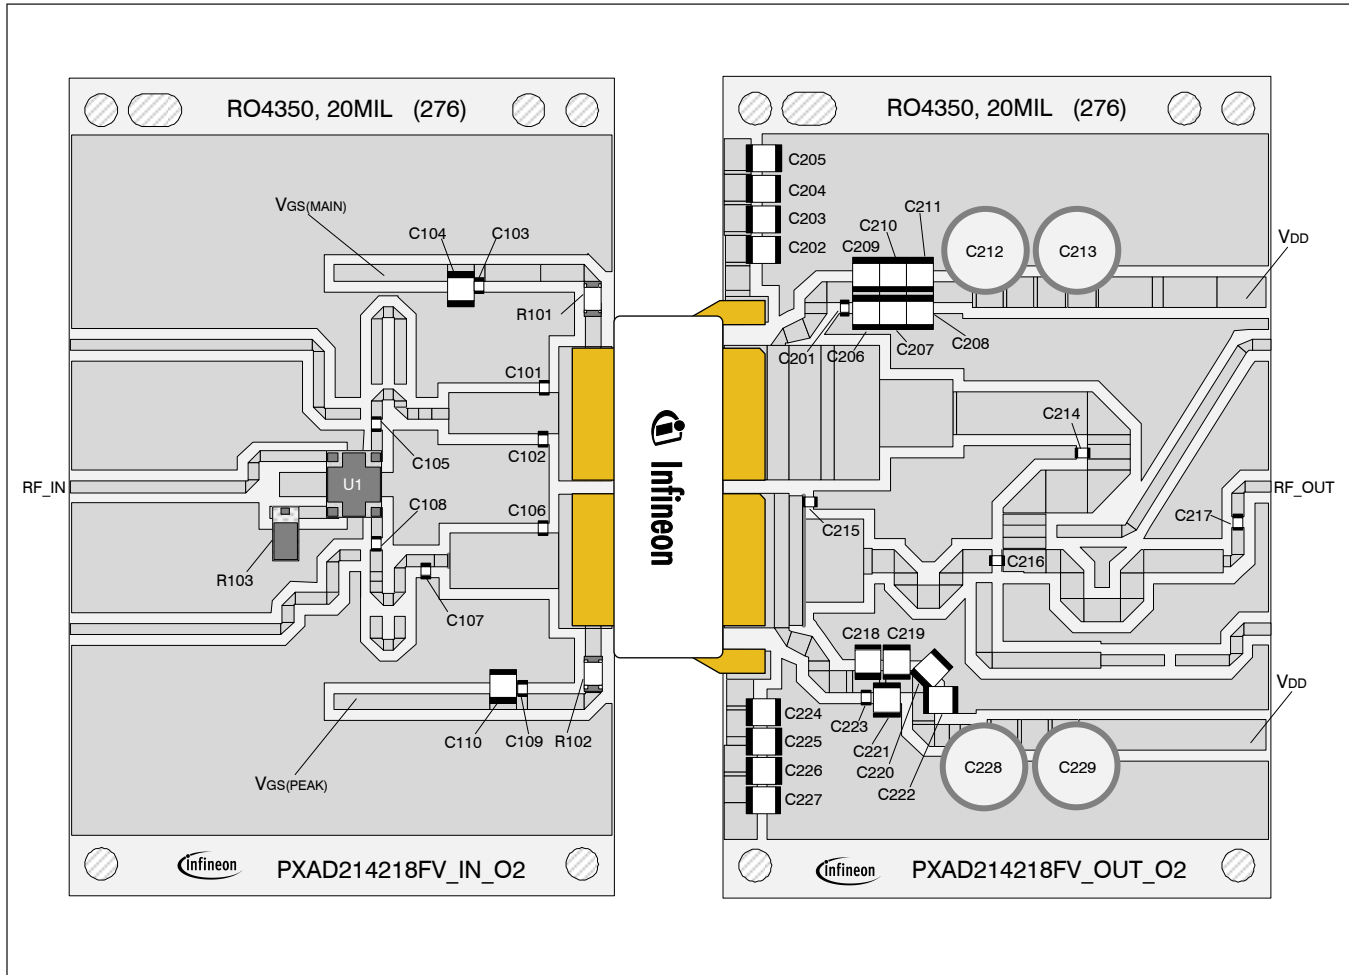 RO4350, 20MIL (276)
VGS(MAIN)
C104
C103
R101
C101
C102
C105
RF_IN
U1
C108
C106
R103
C107
C110
C109
R102
VGS(PEAK)
infineon
PXAD214218FV_IN_O2
infineon
RO4350, 20MIL (276)
C205
C204
C203
C202
C211
C210
C209
C212
C213
VDD
C201
C206
C207
C208
C214
RF_OUT
C215
C217
C216
C218
C219
VDD
C224
C223
C225
C221
C226
C220
C228
C229
C227
C222
infineon
PXAD214218FV_OUT_O2